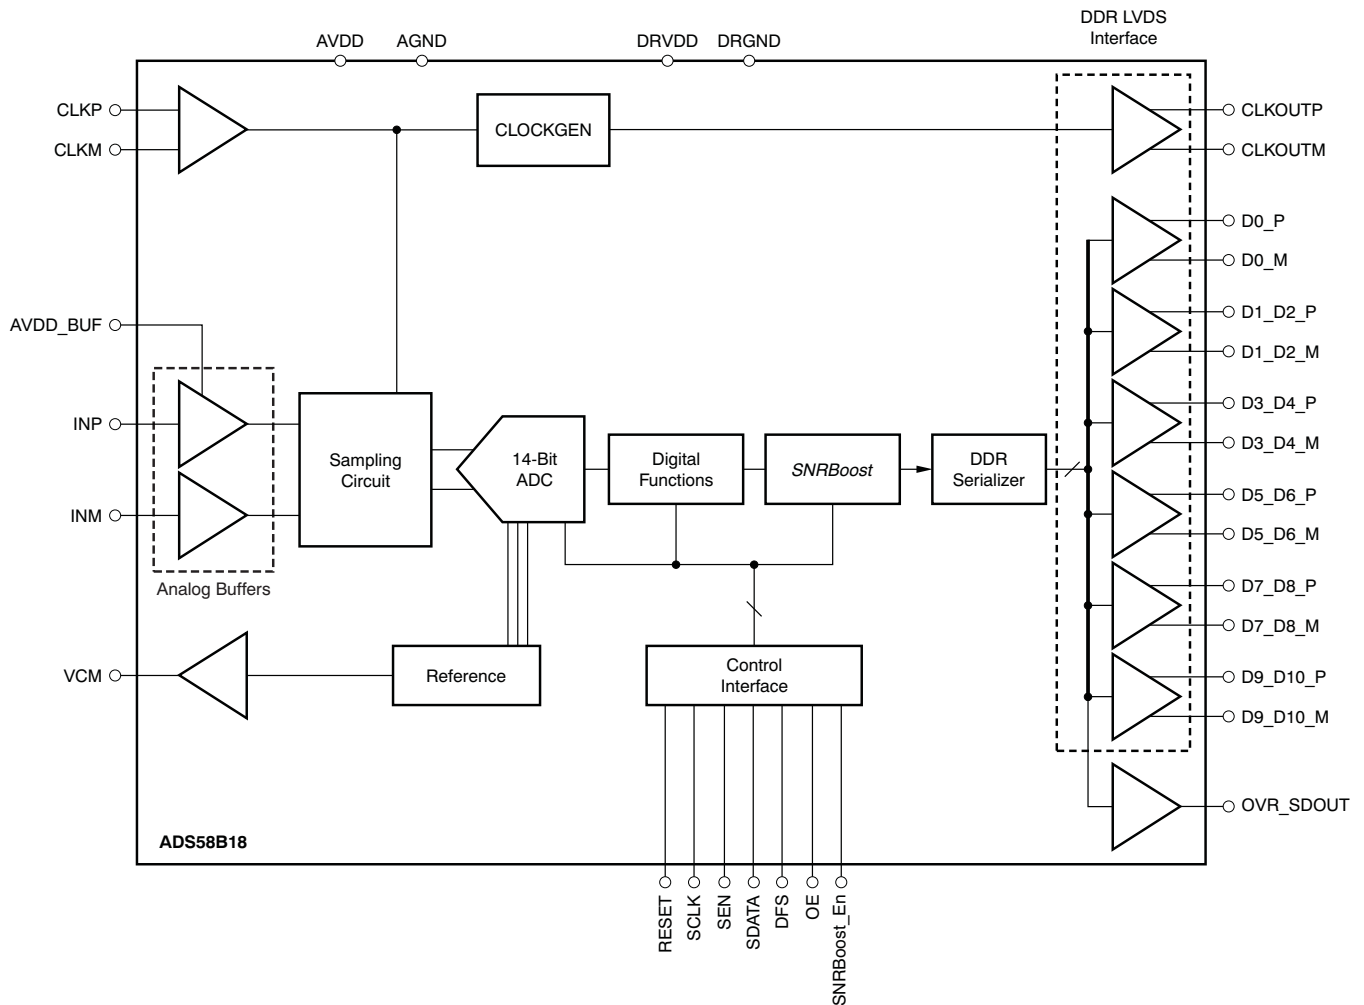 DDR LVDS
Interface
AVDD
AGND
DRVDD
DRGND
CLKP
CLKM
CLOCKGEN
CLKOUTP
CLKOUTM
D0_P
D0_M
AVDD_BUF
D1_D2_P
D1_D2_M
INP
INM
Analog Buffers
Sampling
Circuit
14-Bit
ADC
Digital
Functions
SNRBoost
DDR
Serializer
D3_D4_P
D3_D4_M
D5_D6_P
D5_D6_M
D7_D8_P
D7_D8_M
VCM
Reference
Control
Interface
D9_D10_P
D9_D10_M
OVR_SDOUT
ADS58B18
RESET
SCLK
SEN
SDATA
DFS
OE
SNRBoost_En